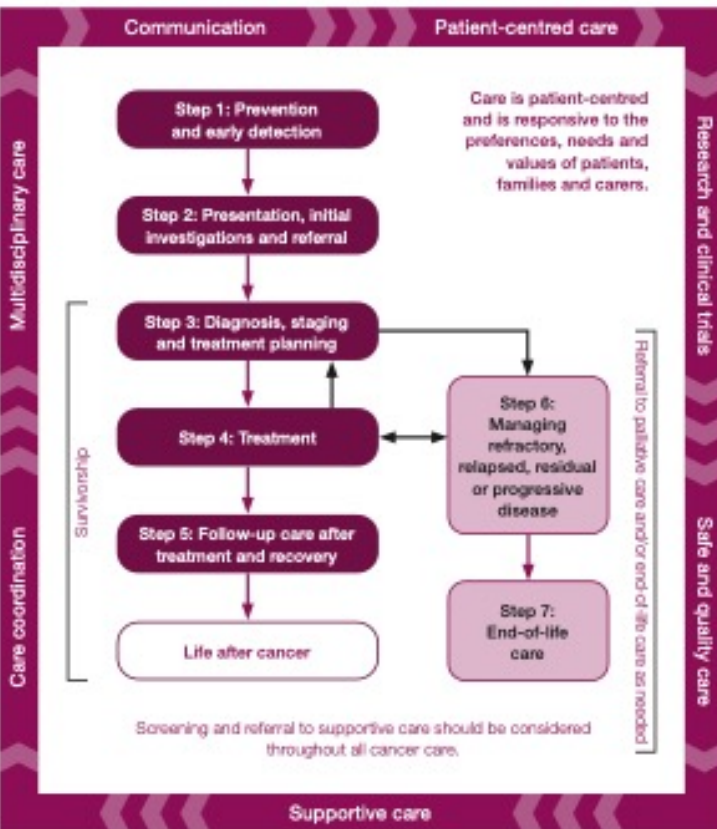 Communication
Patient-centred care
Multidisciplinary care
Care coordination
Research and clinical trials
Safe and quality care
Supportive care
Care is patient-centred
and is responsive to the
preferences, needs and
values of patients,
families and carers.
Step 1: Prevention
and early detection
Step 2: Presentation, initial
investigations and referral
Step 3: Diagnosis, staging
and treatment planning
Step 4: Treatment
Step 5: Follow-up care after
treatment and recovery
Life after cancer
Step 6:
Managing
refractory,
relapsed, residual
or progressive
disease
Step 7:
End-of-life
care
Survivorship
Referral to palliative care and/or end-of life care as needed
Screening and referral to supportive care should be considered
throughout all cancer care.